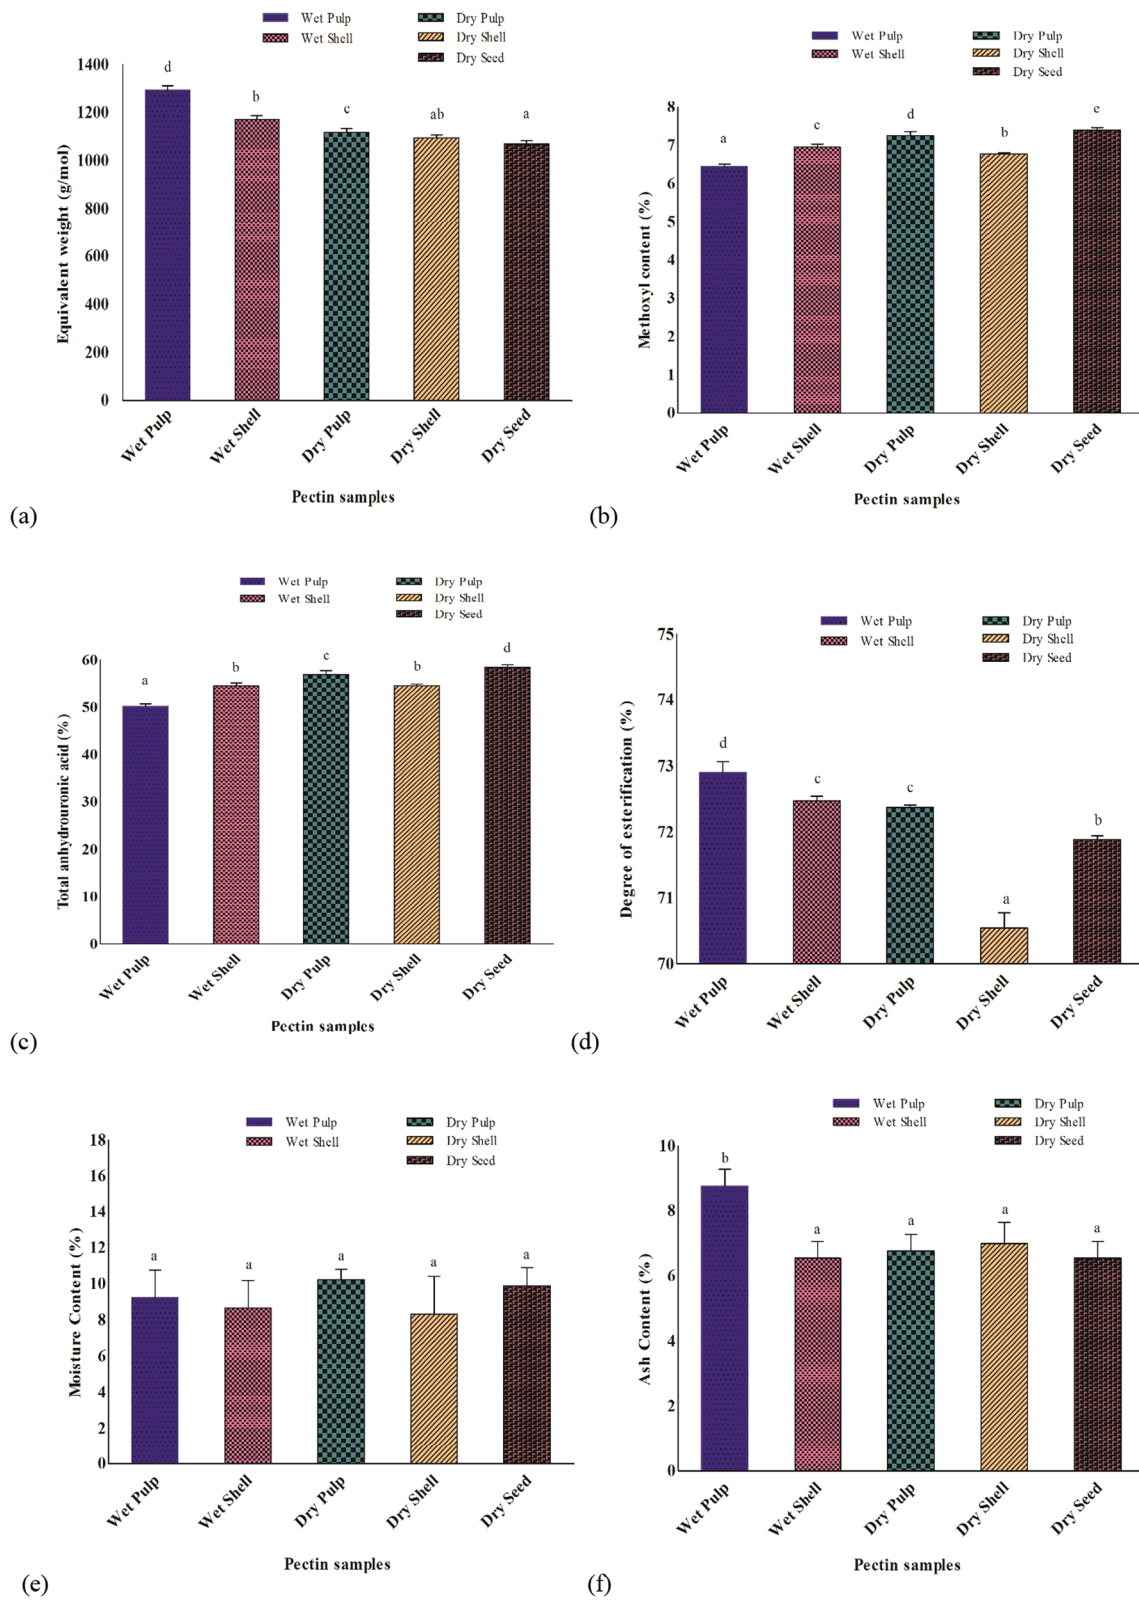 Wet Pulp
Wet Shell
Dry Pulp
Dry Shell
Dry Seed
1400
1200
1000
800
600
400
200
0
Equivalent weight (g/mol)
d
b
c
ab
a
Wet Pulp
Wet Shell
Dry Pulp
Dry Shell
Dry Seed
Pectin samples
(a)
Wet Pulp
Wet Shell
Dry Pulp
Dry Shell
Dry Seed
8
7
6
5
4
3
2
1
0
Methoxyl content (%)
a
c
d
b
e
Wet Pulp
Wet Shell
Dry Pulp
Dry Shell
Dry Seed
Pectin samples
(b)
Wet Pulp
Wet Shell
Dry Pulp
Dry Shell
Dry Seed
60
50
40
30
20
10
0
Total anhydrouronic acid (%)
a
b
c
b
d
Wet Pulp
Wet Shell
Dry Pulp
Dry Shell
Dry Seed
Pectin samples
(c)
Wet Pulp
Wet Shell
Dry Pulp
Dry Shell
Dry Seed
75
74
73
72
71
70
Degree of esterification (%)
d
c
c
a
b
Wet Pulp
Wet Shell
Dry Pulp
Dry Shell
Dry Seed
(d)
Wet Pulp
Wet Shell
Dry Pulp
Dry Shell
Dry Seed
18
16
14
12
10
8
6
4
2
0
Moisture Content (%)
a
a
a
a
a
Wet Pulp
Wet Shell
Dry Pulp
Dry Shell
Dry Seed
Pectin samples
(e)
Wet Pulp
Wet Shell
Dry Pulp
Dry Shell
Dry Seed
10
8
6
4
2
0
Ash Content (%)
b
a
a
a
a
Wet Pulp
Wet Shell
Dry Pulp
Dry Shell
Dry Seed
Pectin samples
(f)